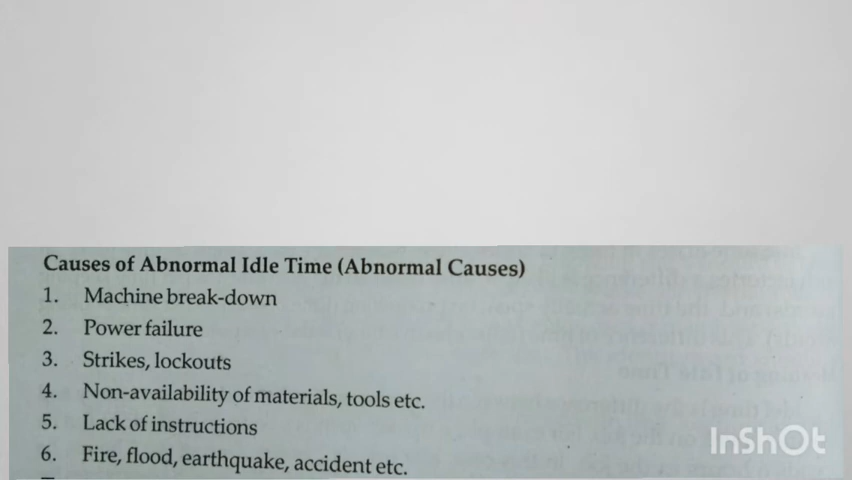 Causes of Abnormal Idle Time (Abnormal Causes)
1. Machine break-down
2. Power failure
3. Strikes, lockouts
4. Non-availability of materials, tools etc.
5. Lack of instructions
6. Fire, flood, earthquake, accident etc.
InShOt